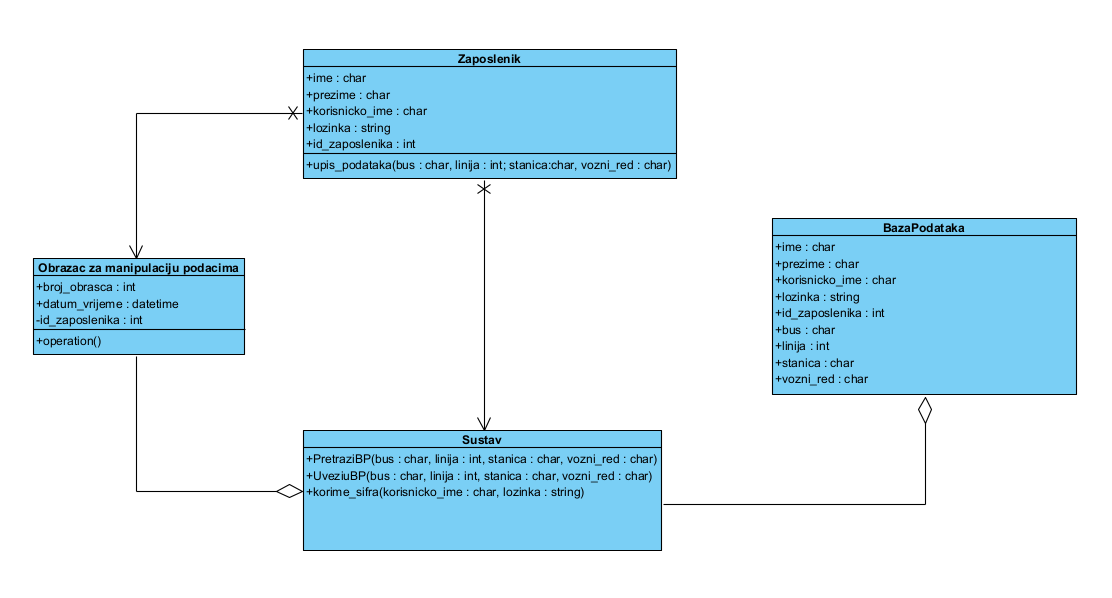 Zaposlenik
+ime : char
+prezime : char
+korisnicko_ime : char
+lozinka : string
+id_zaposlenika : int
+upis_podataka(bus : char, linija : int; stanica:char, vozni_red : char)
BazaPodataka
+ime : char
+prezime : char
+korisnicko_ime : char
+lozinka : string
+id_zaposlenika : int
+bus : char
+linija : int
+stanica : char
+vozni_red : char
Obrazac za manipulaciju podacima
+broj_obrasca : int
+datum_vrijeme : datetime
-id_zaposlenika : int
+operation()
Sustav
+PretraziBP(bus : char, linija : int, stanica : char, vozni_red : char)
+UveziuBP(bus : char, linija : int, stanica : char, vozni_red : char)
+korime_sifra(korisnicko_ime : char, lozinka : string)